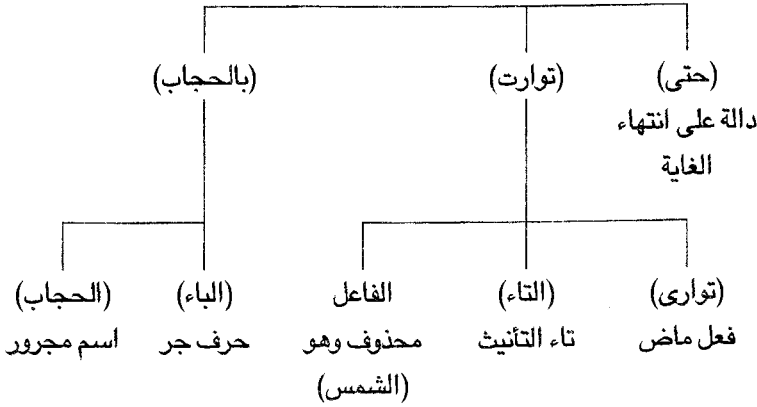 (حتى) (توارت) (بالحجاب)
دالة على انتهاء
الغاية
(توارى) (التاء) الفاعل (الباء) (الحجاب)
فعل ماض تاء التأنيث محذوف وهو حرف جر اسم مجرور
(الشمس)